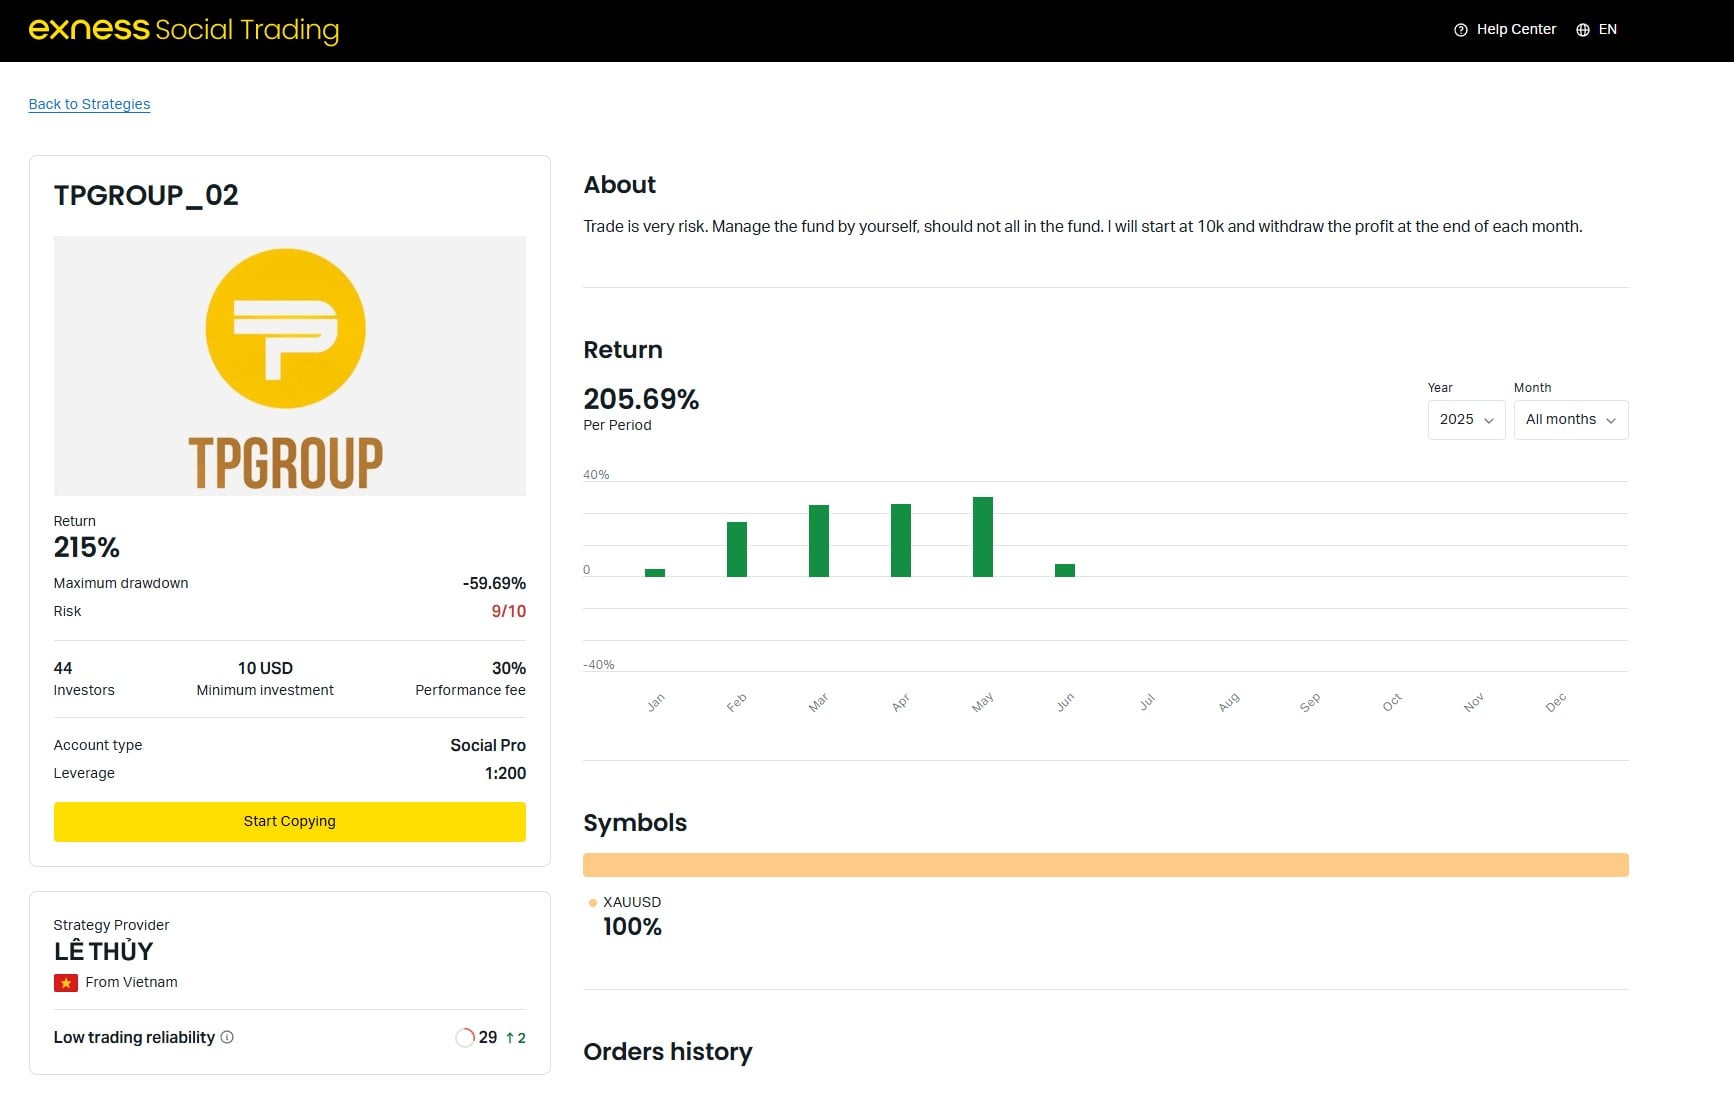 exness Social Trading
Help Center
EN
Back to Strategies
TPGROUP_02
TPGROUP
Return
215%
Maximum drawdown -59.69%
Risk 9/10
44 10 USD 30%
Investors Minimum investment Performance fee
Account type Social Pro
Leverage 1:200
Start Copying
Strategy Provider
LÊ THỦY
From Vietnam
Low trading reliability 29 ↑ 2
About
Trade is very risk. Manage the fund by yourself, should not all in the fund. I will start at 10k and withdraw the profit at the end of each month.
Return
205.69%
Per Period
Year Month
2025 All months
40%
0
-40%
Jan Feb Mar Apr May Jun Jul Aug Sep Oct Nov Dec
Symbols
XAUUSD
100%
Orders history